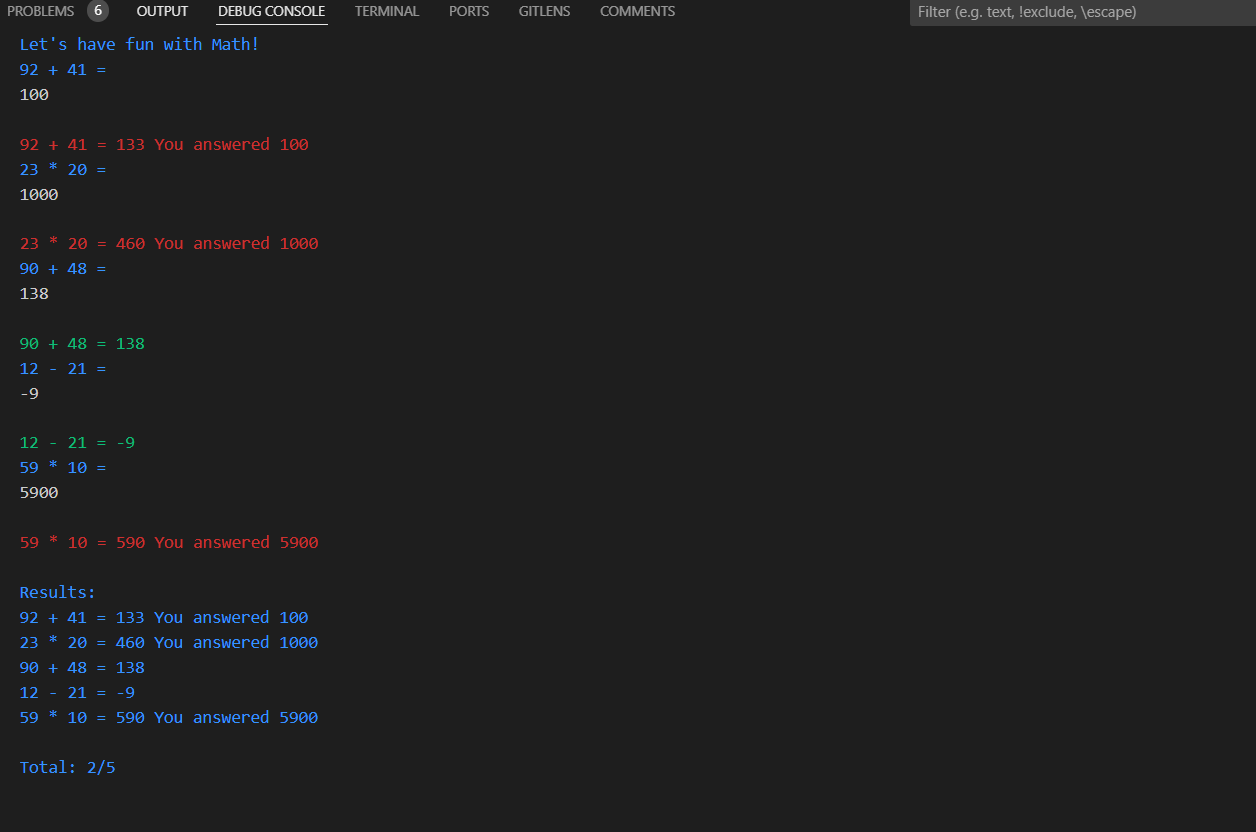 PROBLEMS 6 OUTPUT DEBUG CONSOLE TERMINAL PORTS GITLENS COMMENTS Filter (e.g. text, !exclude, \escape)
Let's have fun with Math!
92 + 41 =
100
92 + 41 = 133 You answered 100
23 * 20 =
1000
23 * 20 = 460 You answered 1000
90 + 48 =
138
90 + 48 = 138
12 - 21 =
-9
12 - 21 = -9
59 * 10 =
5900
59 * 10 = 590 You answered 5900
Results:
92 + 41 = 133 You answered 100
23 * 20 = 460 You answered 1000
90 + 48 = 138
12 - 21 = -9
59 * 10 = 590 You answered 5900
Total: 2/5